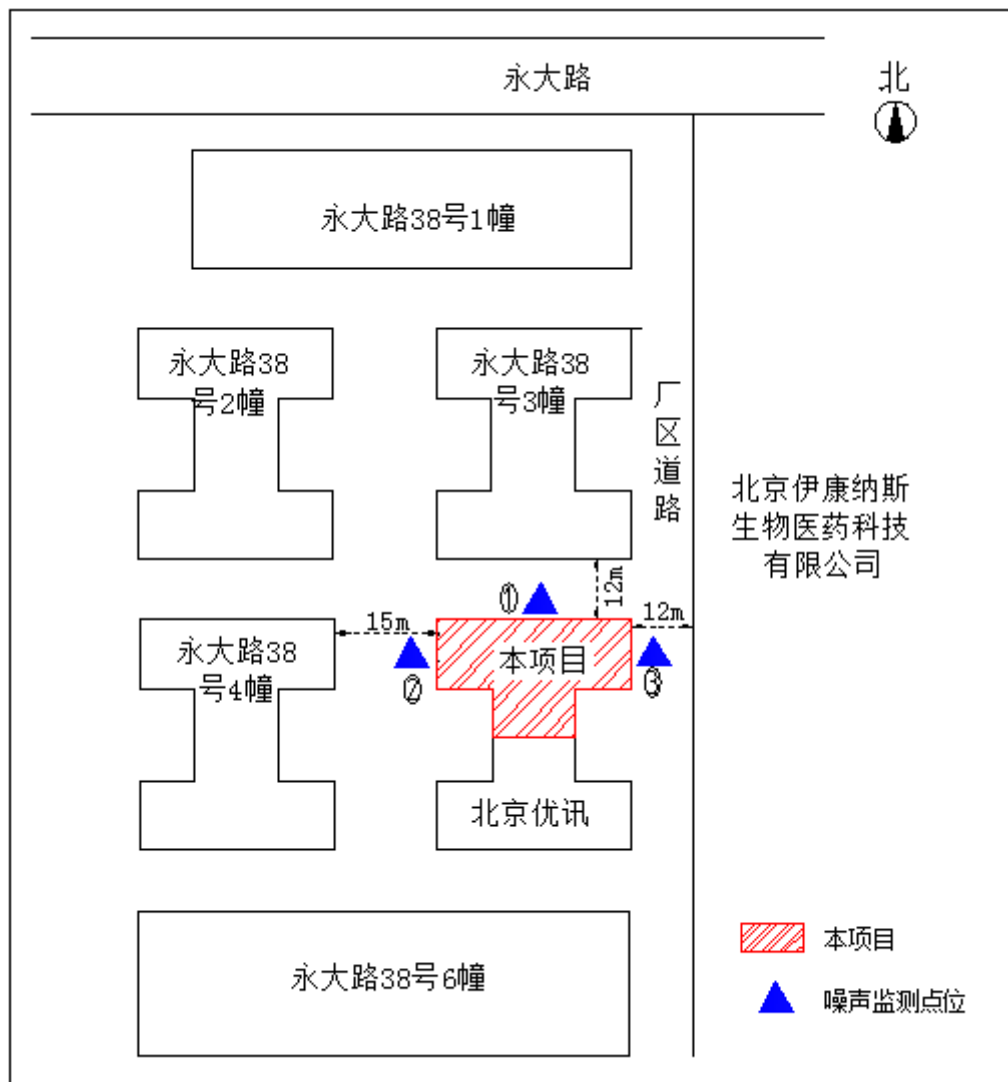 永大路
北
永大路38号1幢
永大路38
号2幢
永大路38
号3幢
厂
区
道
路
北京伊康纳斯
生物医药科技
有限公司
12m
①
15m
12m
永大路38
号4幢
②
本项目
③
北京优讯
本项目
永大路38号6幢
噪声监测点位